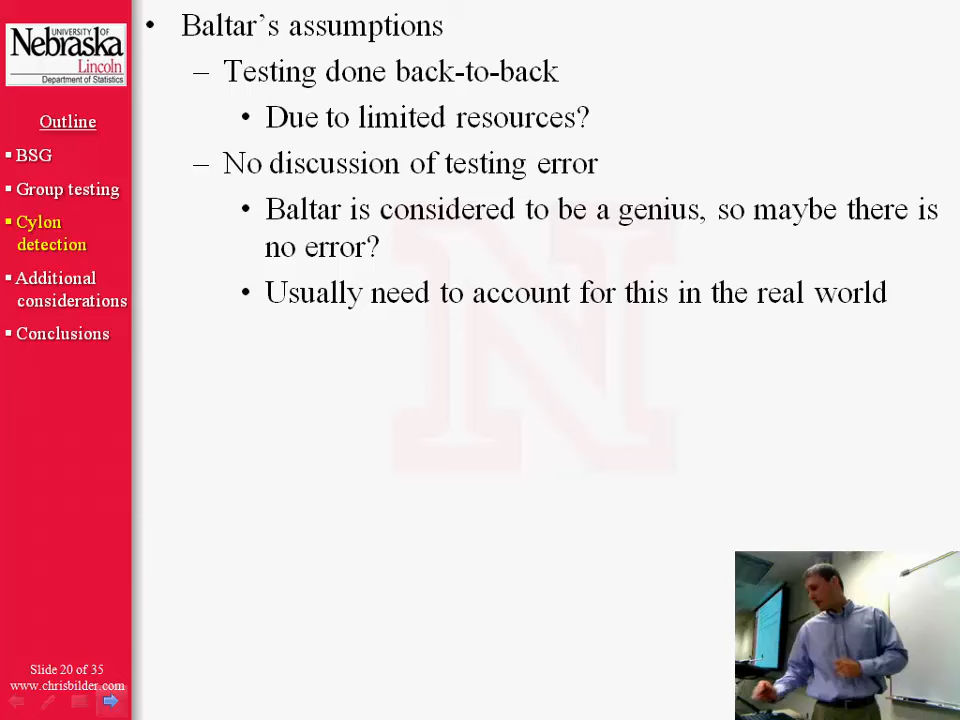 UNIVERSITY OF
Nebraska
Lincoln
Department of Statistics
Outline
▪ BSG
▪ Group testing
▪ Cylon
detection
▪ Additional
considerations
▪ Conclusions
Slide 20 of 35
www.chrisbilder.com
• Baltar's assumptions
– Testing done back-to-back
• Due to limited resources?
– No discussion of testing error
• Baltar is considered to be a genius, so maybe there is
no error?
• Usually need to account for this in the real world
N